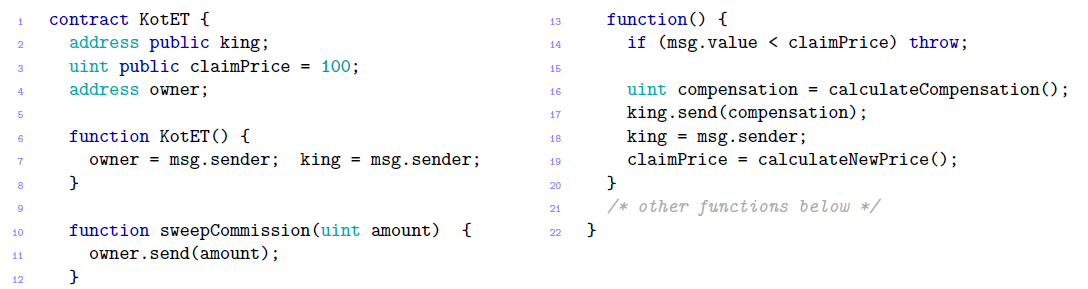 1 contract KotET {
2 address public king;
3 uint public claimPrice = 100;
4 address owner;
5
6 function KotET() {
7 owner = msg.sender;  king = msg.sender;
8 }
9
10 function sweepCommission(uint amount)  {
11 owner.send(amount);
12 }
13 function() {
14 if (msg.value < claimPrice) throw;
15
16 uint compensation = calculateCompensation();
17 king.send(compensation);
18 king = msg.sender;
19 claimPrice = calculateNewPrice();
20 }
21 /* other functions below */
22 }